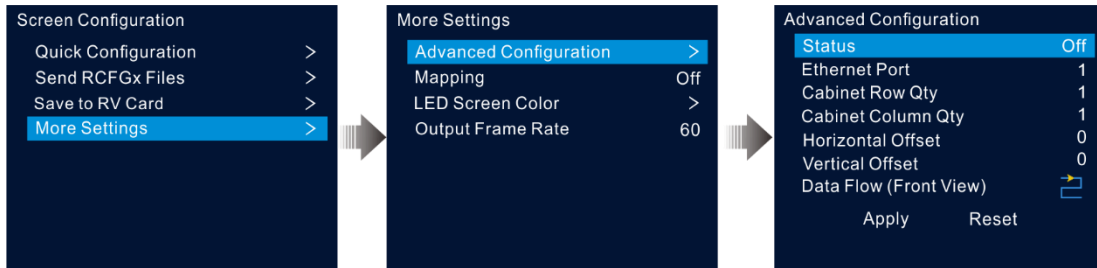 Screen Configuration
Quick Configuration >
Send RCFGx Files >
Save to RV Card >
More Settings >
More Settings
Advanced Configuration >
Mapping Off
LED Screen Color >
Output Frame Rate 60
Advanced Configuration
Status Off
Ethernet Port 1
Cabinet Row Qty 1
Cabinet Column Qty 1
Horizontal Offset 0
Vertical Offset 0
Data Flow (Front View)
Apply Reset